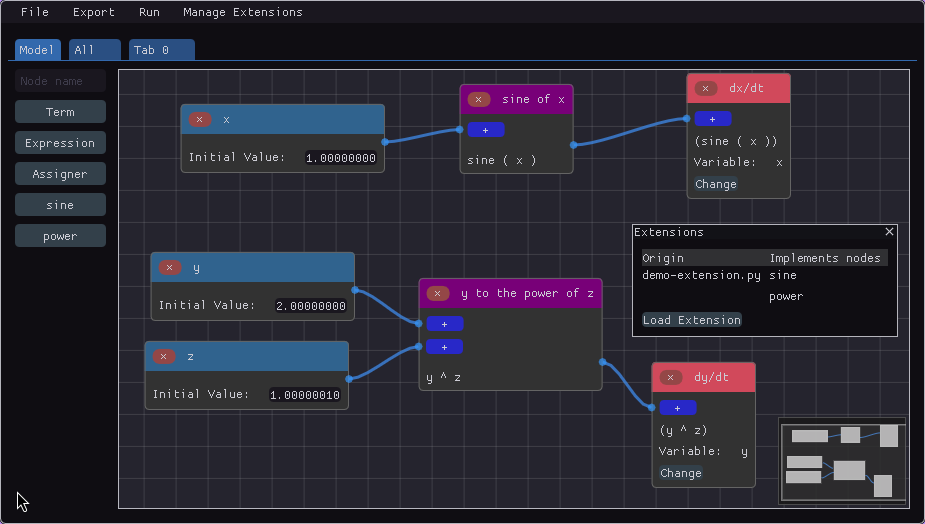 File Export Run Manage Extensions
Model All Tab 0
Node name
Term
Expression
Assigner
sine
power
× x
Initial Value: 1.00000000
× sine of x
+
sine ( x )
× dx/dt
+
(sine ( x ))
Variable: x
Change
× y
Initial Value: 2.00000000
× z
Initial Value: 1.00000010
× y to the power of z
+
+
y ^ z
Extensions ×
Origin Implements nodes
demo-extension.py sine
power
Load Extension
× dy/dt
+
(y ^ z)
Variable: y
Change